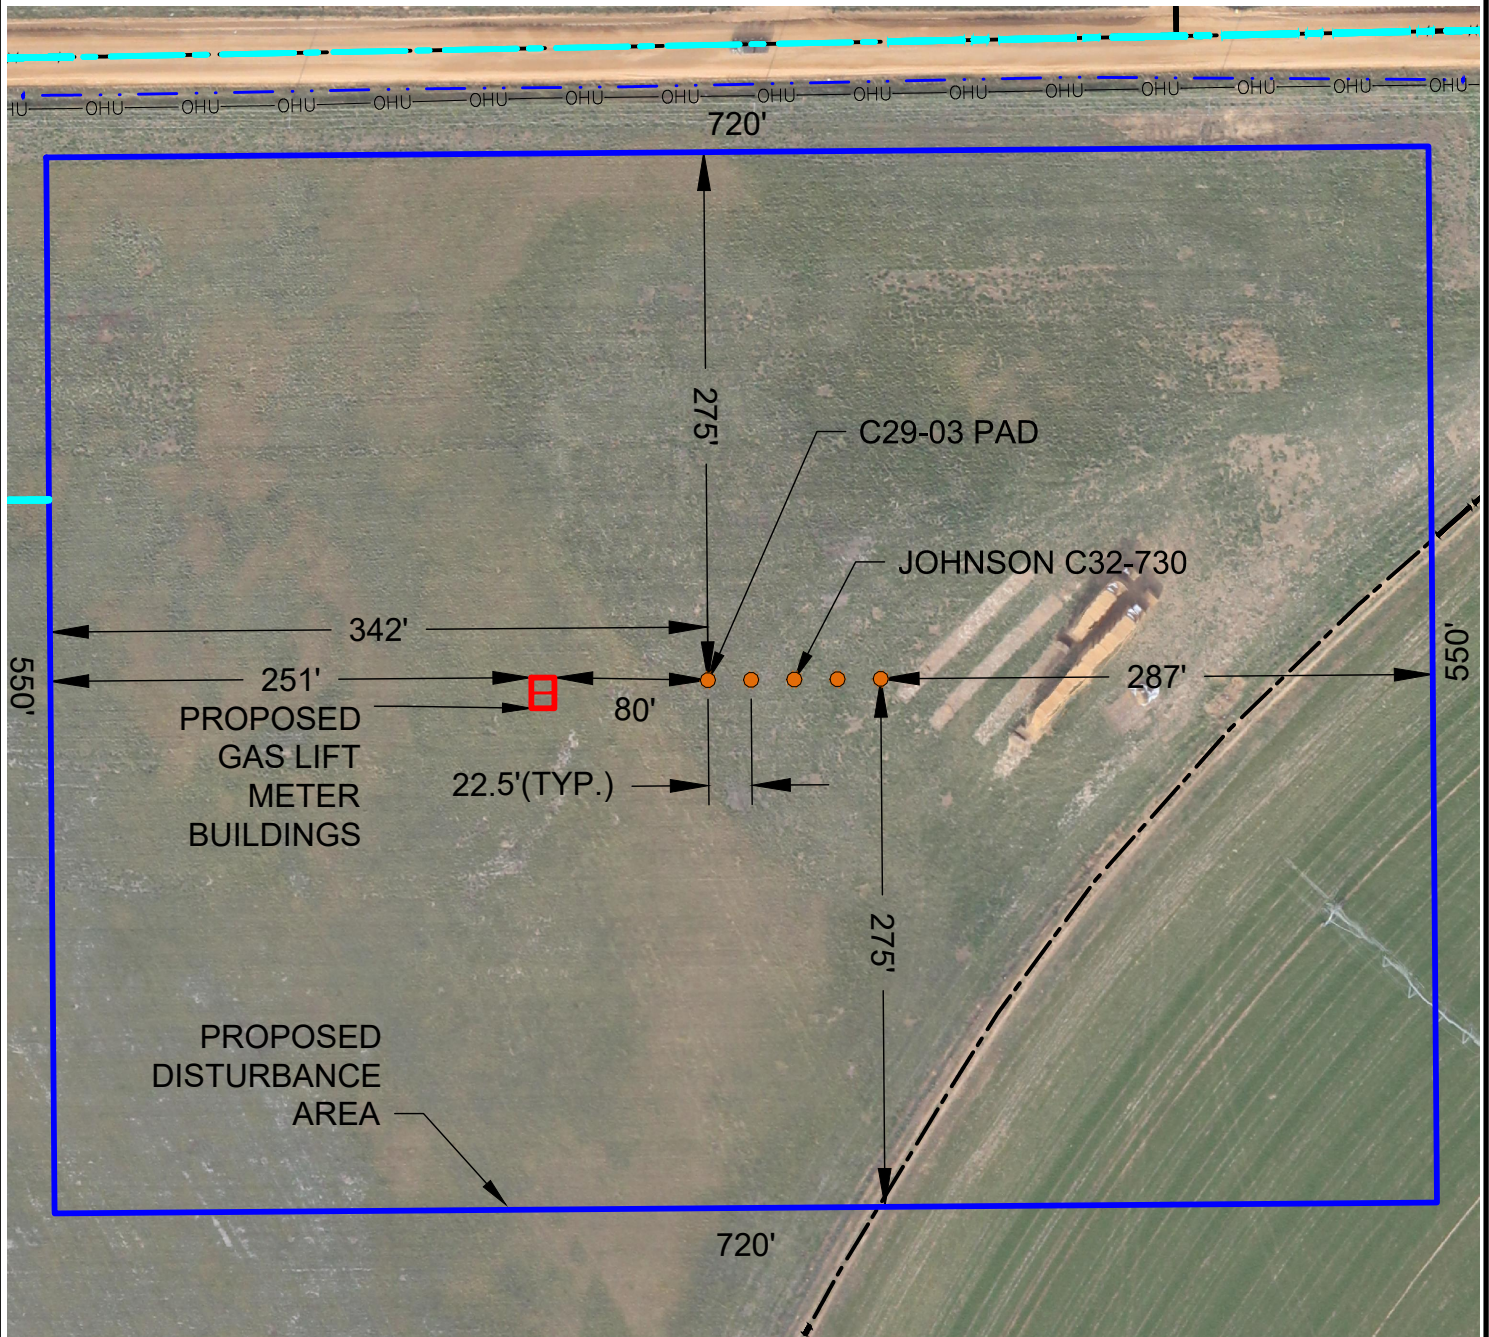 IU OHU OHU OHU OHU OHU OHU OHU OHU OHU OHU OHU OHU OHU OHU OHU
720'
275'
C29-03 PAD
JOHNSON C32-730
342'
550'
550'
251'
287'
80'
PROPOSED
GAS LIFT
METER
BUILDINGS
22.5'(TYP.)
275'
PROPOSED
DISTURBANCE
AREA
720'